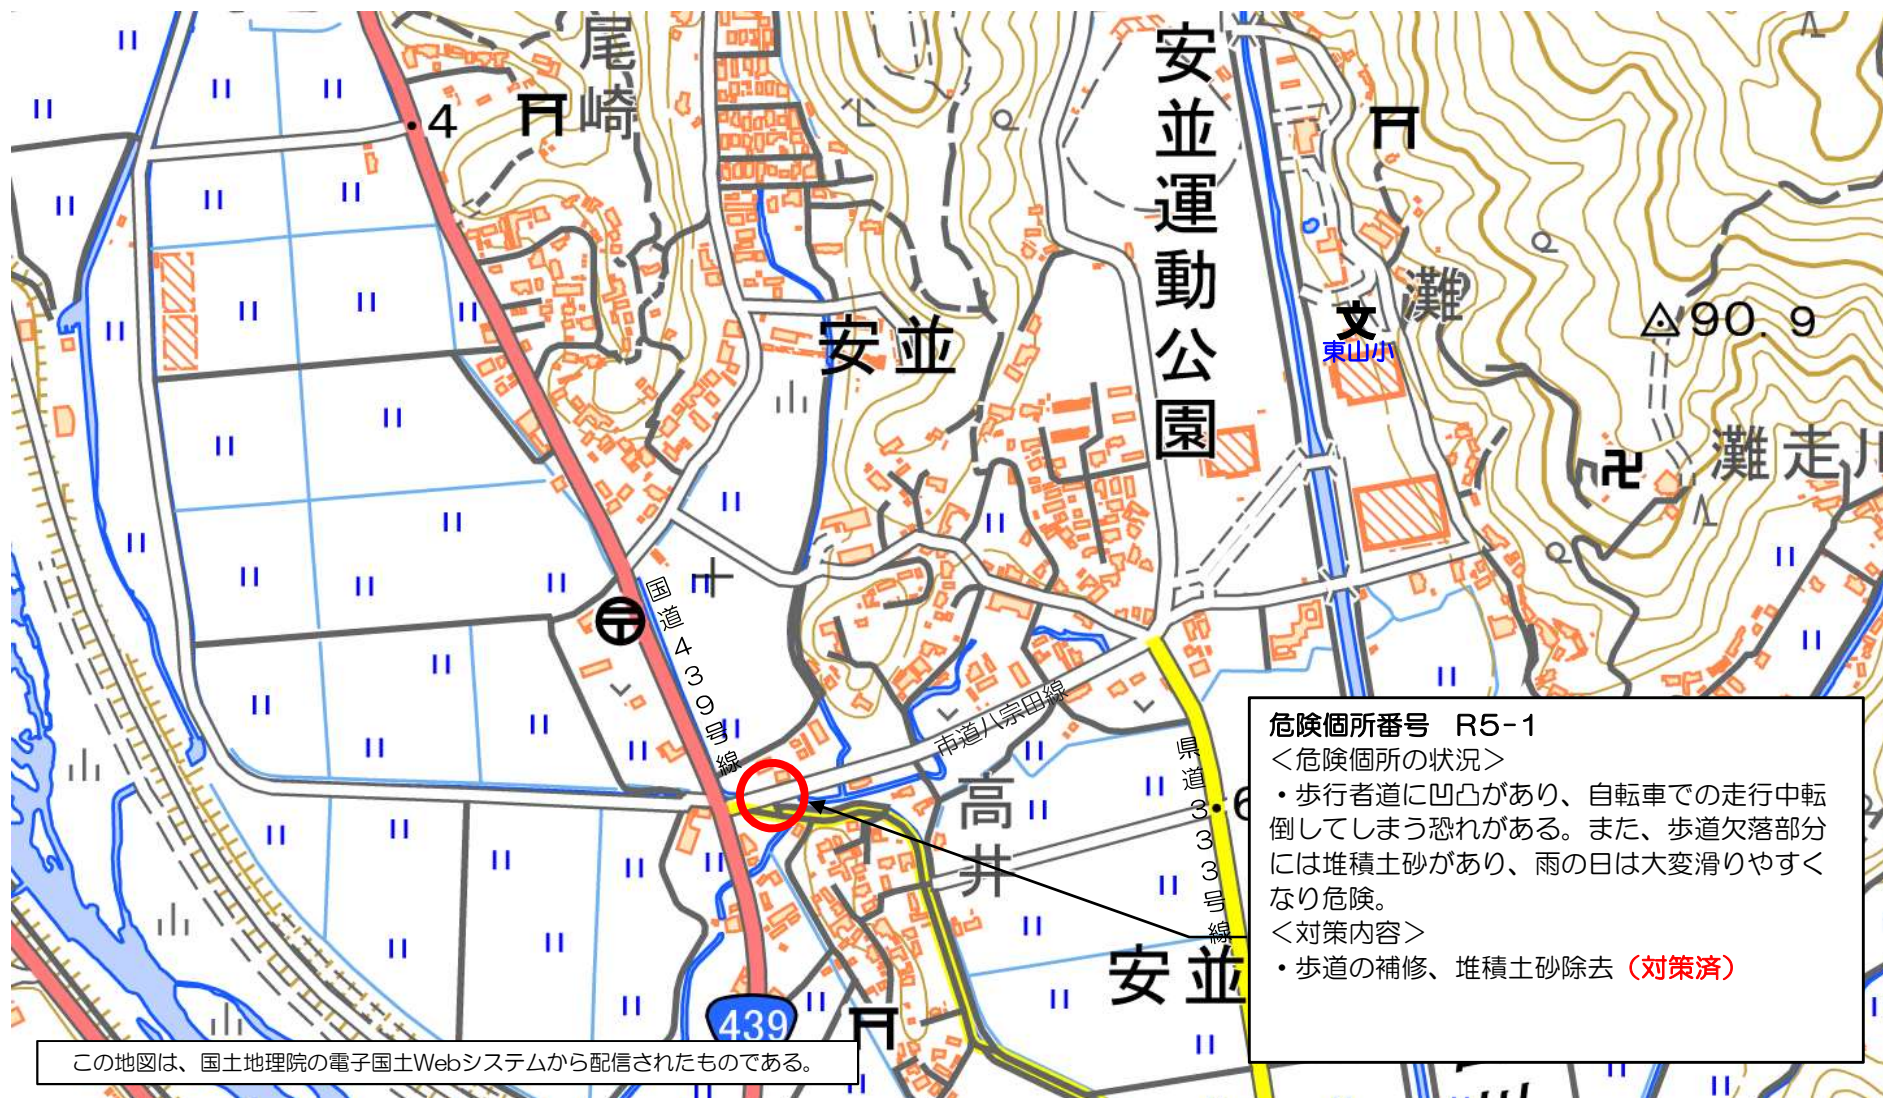 尾崎
安並運動公園
4
灘
文
東山小
90.9
安並
卍
灘走川
国道439号線
市道八宗田線
県道333号線
高井
6
安並
439
危険個所番号 R5-1
＜危険個所の状況＞
・歩行者道に凹凸があり、自転車での走行中転
倒してしまう恐れがある。また、歩道欠落部分
には堆積土砂があり、雨の日は大変滑りやすく
なり危険。
＜対策内容＞
・歩道の補修、堆積土砂除去（対策済）
この地図は、国土地理院の電子国土Webシステムから配信されたものである。